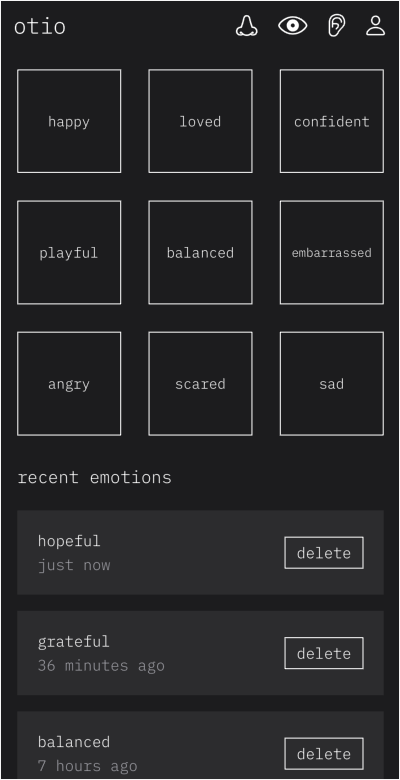 otio
happy loved confident
playful balanced embarrassed
angry scared sad
recent emotions
hopeful
just now
delete
grateful
36 minutes ago
delete
balanced
7 hours ago
delete